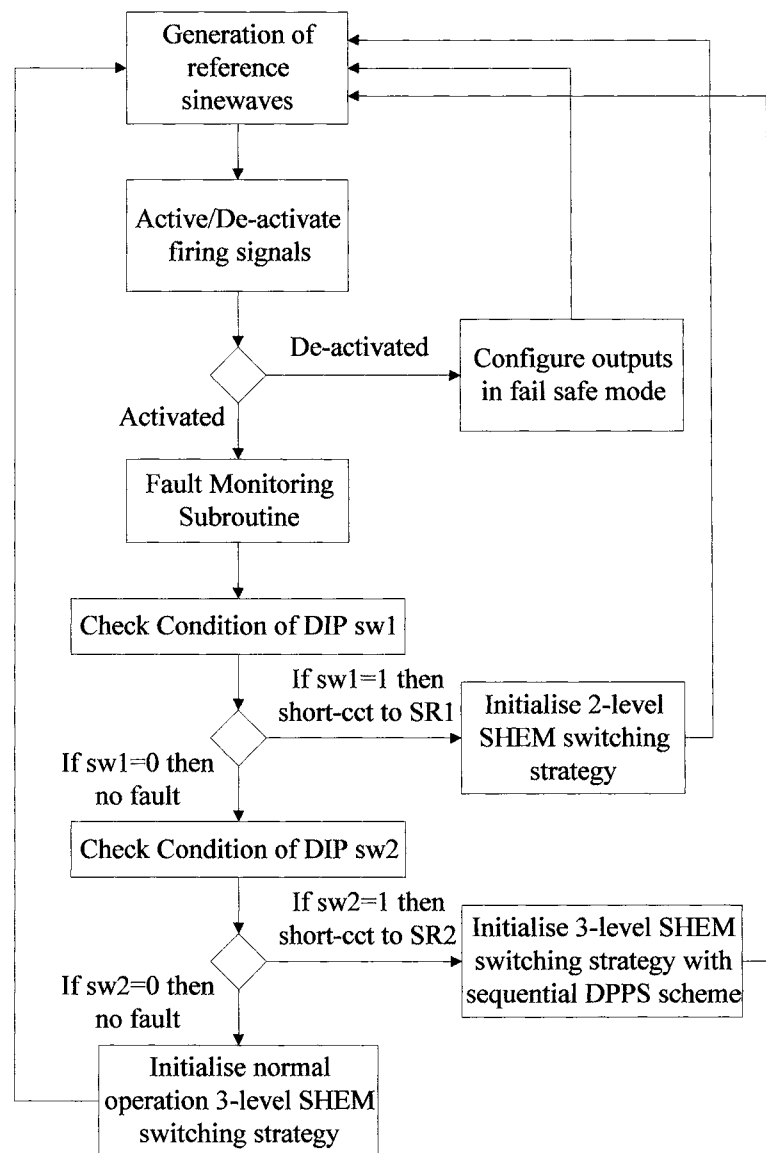 Generation of
reference
sinewaves
Active/De-activate
firing signals
De-activated
Configure outputs
in fail safe mode
Activated
Fault Monitoring
Subroutine
Check Condition of DIP sw1
If sw1=1 then
short-cct to SR1
Initialise 2-level
SHEM switching
strategy
If sw1=0 then
no fault
Check Condition of DIP sw2
If sw2=1 then
short-cct to SR2
Initialise 3-level SHEM
switching strategy with
sequential DPPS scheme
If sw2=0 then
no fault
Initialise normal
operation 3-level SHEM
switching strategy